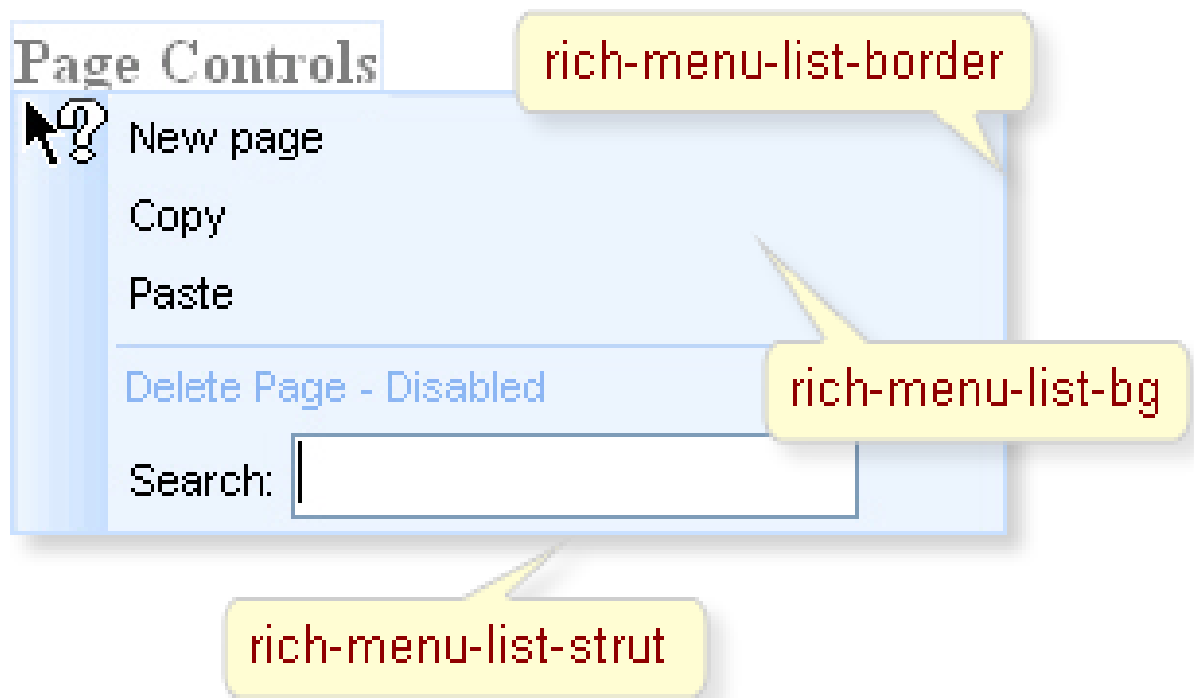 Page Controls
rich-menu-list-border
New page
Copy
Paste
rich-menu-list-bg
Delete Page - Disabled
Search:
rich-menu-list-strut